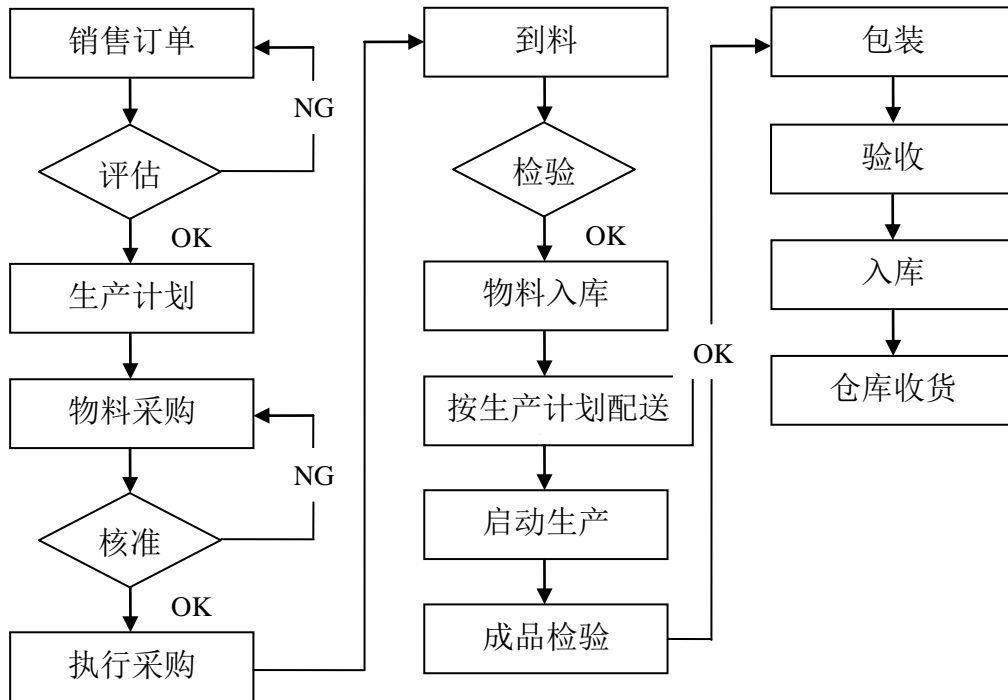 销售订单
NG
评估
OK
生产计划
物料采购
NG
核准
OK
执行采购
到料
检验
OK
物料入库
按生产计划配送
启动生产
成品检验
OK
包装
验收
入库
仓库收货